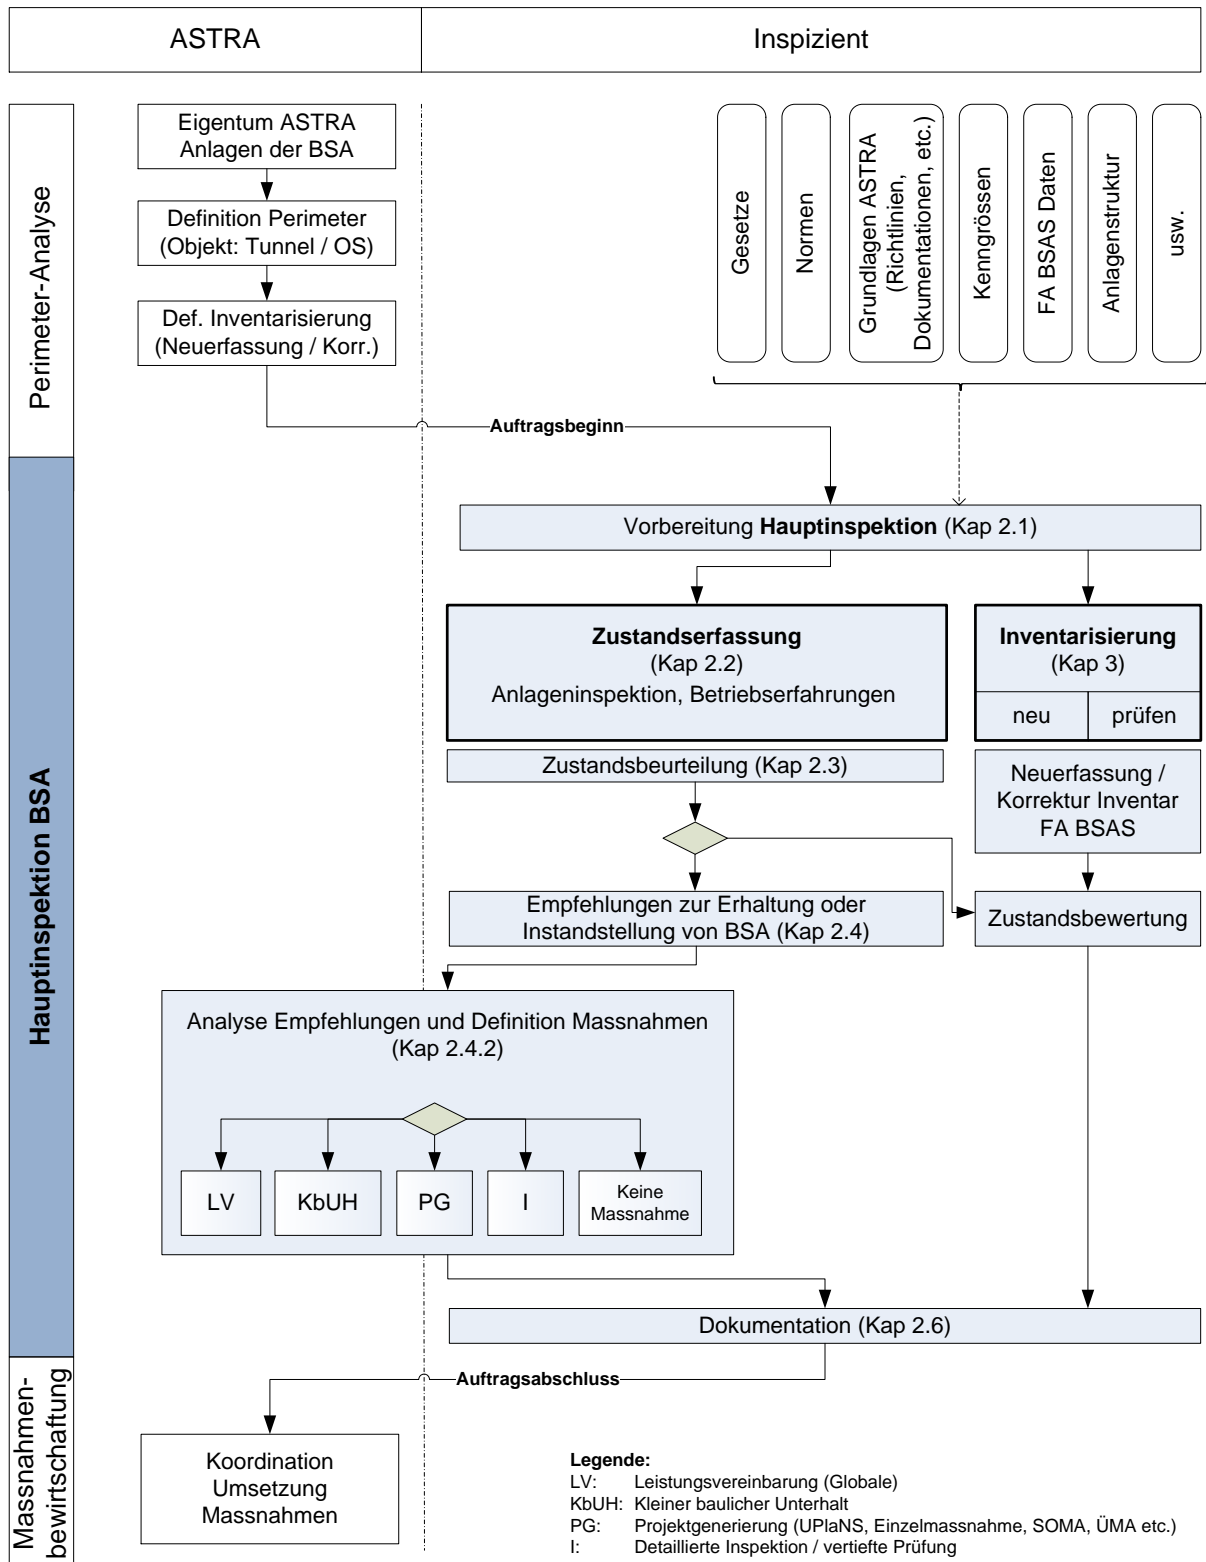 ASTRA
Inspizient
Perimeter-Analyse
Eigentum ASTRA
Anlagen der BSA
Definition Perimeter
(Objekt: Tunnel / OS)
Def. Inventarisierung
(Neuerfassung / Korr.)
Gesetze
Normen
Grundlagen ASTRA
(Richtlinien,
Dokumentationen, etc.)
Kenngrössen
FA BSAS Daten
Anlagenstruktur
usw.
Auftragsbeginn
Hauptinspektion BSA
Vorbereitung Hauptinspektion (Kap 2.1)
Zustandserfassung
(Kap 2.2)
Anlageninspektion, Betriebserfahrungen
Inventarisierung
(Kap 3)
neu
prüfen
Zustandsbeurteilung (Kap 2.3)
Neuerfassung /
Korrektur Inventar
FA BSAS
Empfehlungen zur Erhaltung oder
Instandstellung von BSA (Kap 2.4)
Zustandsbewertung
Analyse Empfehlungen und Definition Massnahmen
(Kap 2.4.2)
LV
KbUH
PG
I
Keine
Massnahme
Dokumentation (Kap 2.6)
Auftragsabschluss
Massnahmen-
bewirtschaftung
Koordination
Umsetzung
Massnahmen
Legende:
LV: Leistungsvereinbarung (Globale)
KbUH: Kleiner baulicher Unterhalt
PG: Projektgenerierung (UPlaNS, Einzelmassnahme, SOMA, ÜMA etc.)
I: Detaillierte Inspektion / vertiefte Prüfung